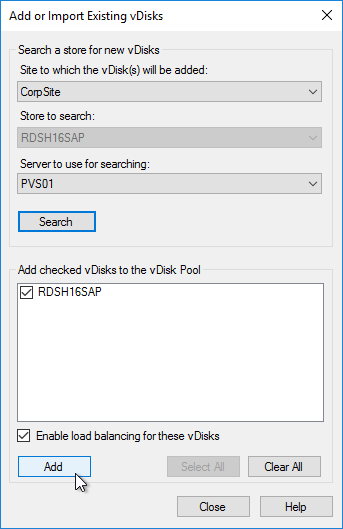 Add or Import Existing vDisks
Search a store for new vDisks
Site to which the vDisk(s) will be added:
CorpSite
Store to search:
RDSH16SAP
Server to use for searching:
PVS01
Search
Add checked vDisks to the vDisk Pool
RDSH16SAP
Enable load balancing for these vDisks
Add Select All Clear All
Close Help